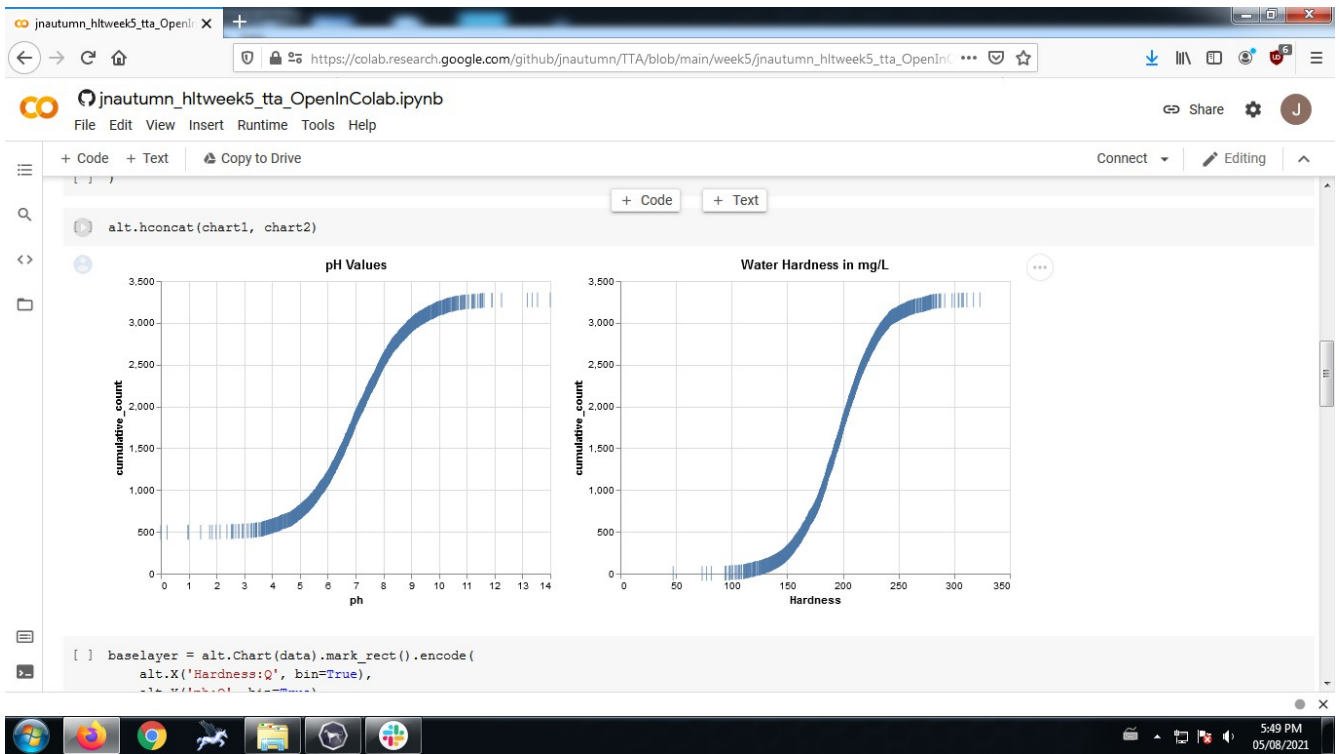 jnautumn_hltweek5_tta_OpenIn
https://colab.research.google.com/github/jnautumn/TTA/blob/main/week5/jnautumn_hltweek5_tta_OpenInC
6
jnautumn_hltweek5_tta_OpenInColab.ipynb
File Edit View Insert Runtime Tools Help
Share
J
+ Code + Text Copy to Drive
Connect
Editing
[ ] )
+ Code + Text
alt.hconcat(chart1, chart2)
pH Values
3,500
3,000
2,500
2,000
1,500
1,000
500
0
cumulative_count
0 1 2 3 4 5 6 7 8 9 10 11 12 13 14
ph
Water Hardness in mg/L
3,500
3,000
2,500
2,000
1,500
1,000
500
0
cumulative_count
0 50 100 150 200 250 300 350
Hardness
[ ] baselayer = alt.Chart(data).mark_rect().encode(
alt.X('Hardness:Q', bin=True),
5:49 PM
05/08/2021